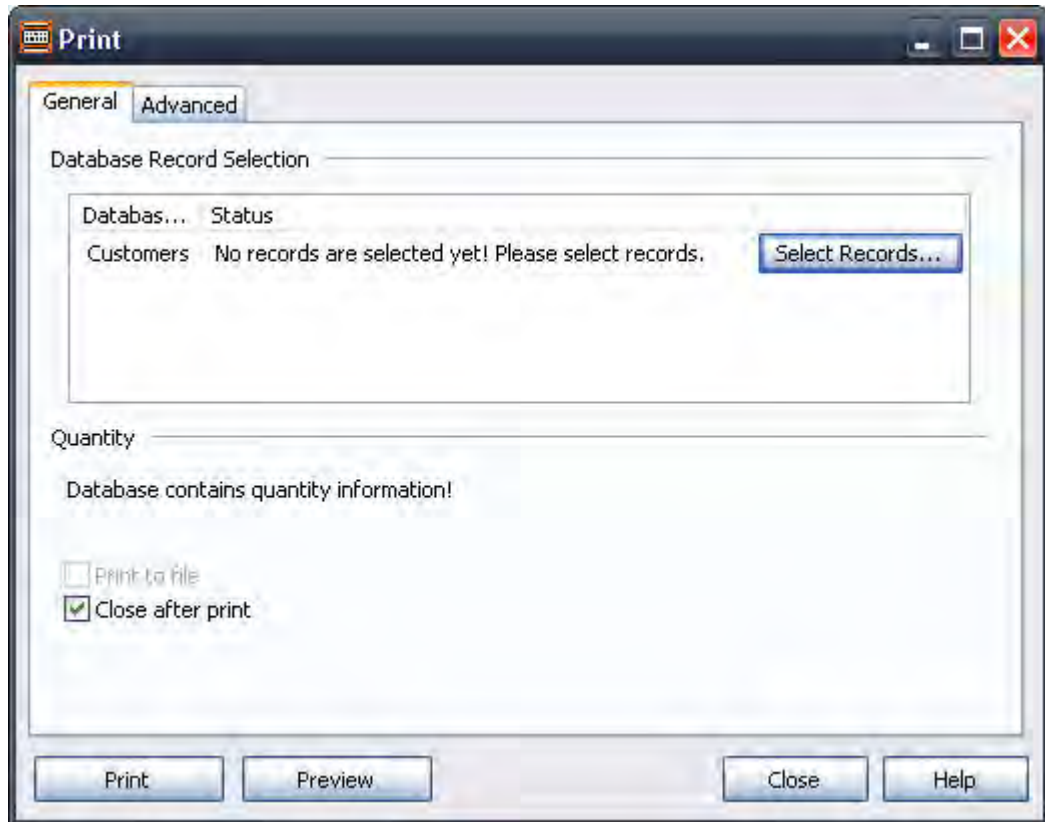 Print
General Advanced
Database Record Selection
Databas... Status
Customers No records are selected yet! Please select records. Select Records...
Quantity
Database contains quantity information!
Print to file
Close after print
Print Preview Close Help